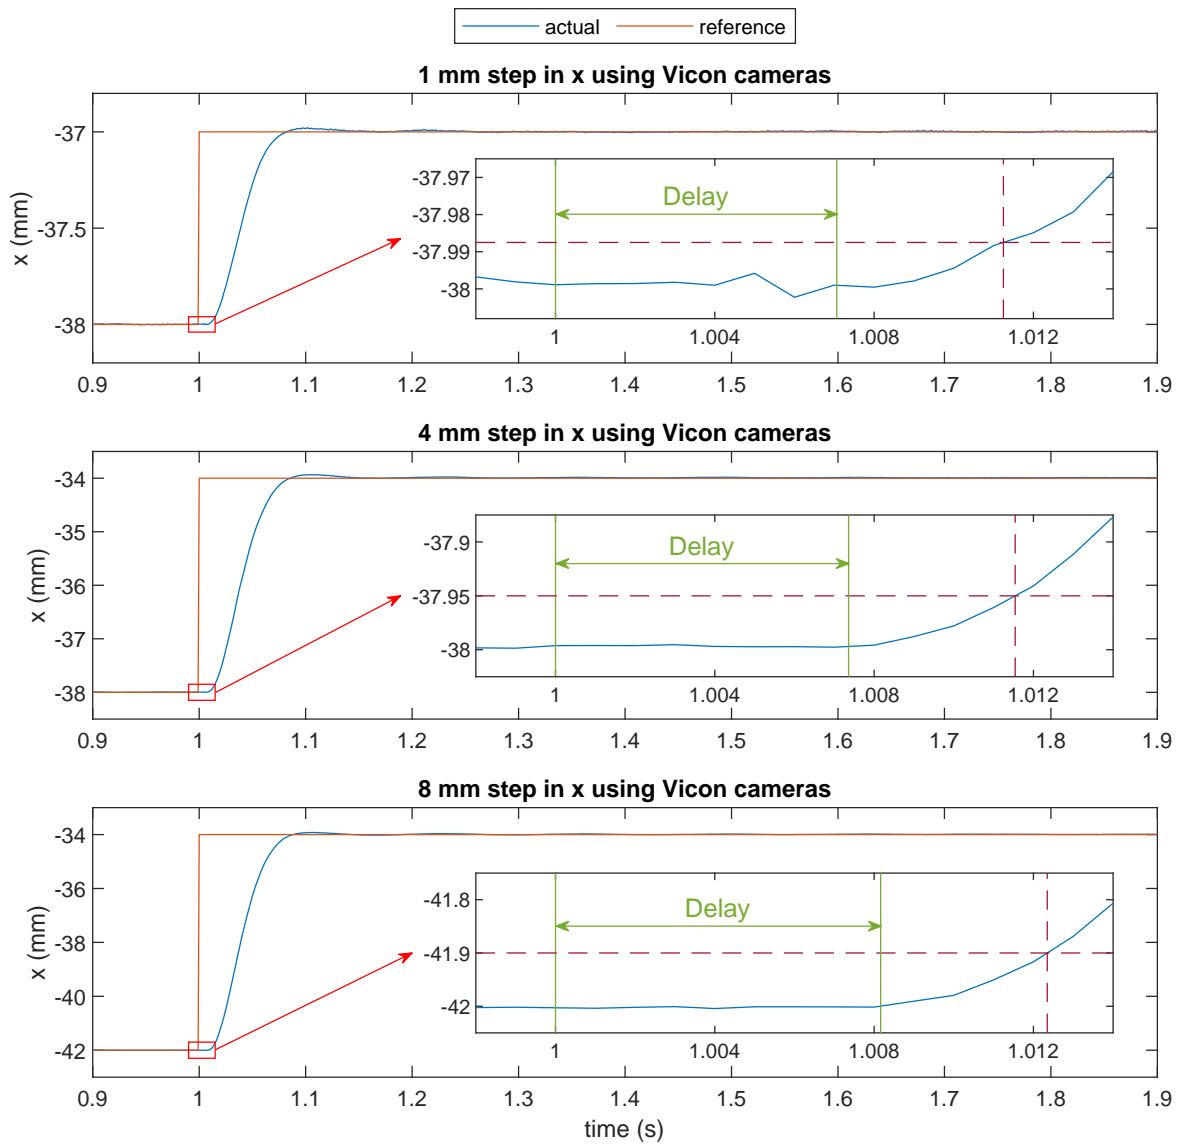 actual reference
1 mm step in x using Vicon cameras
-37
-37.5
-38
x (mm)
-37.97
-37.98
-37.99
-38
Delay
1 1.004 1.008 1.012
0.9 1 1.1 1.2 1.3 1.4 1.5 1.6 1.7 1.8 1.9
4 mm step in x using Vicon cameras
-34
-35
-36
-37
-38
x (mm)
-37.9
-37.95
-38
Delay
1 1.004 1.008 1.012
0.9 1 1.1 1.2 1.3 1.4 1.5 1.6 1.7 1.8 1.9
8 mm step in x using Vicon cameras
-34
-36
-38
-40
-42
x (mm)
-41.8
-41.9
-42
Delay
1 1.004 1.008 1.012
0.9 1 1.1 1.2 1.3 1.4 1.5 1.6 1.7 1.8 1.9
time (s)